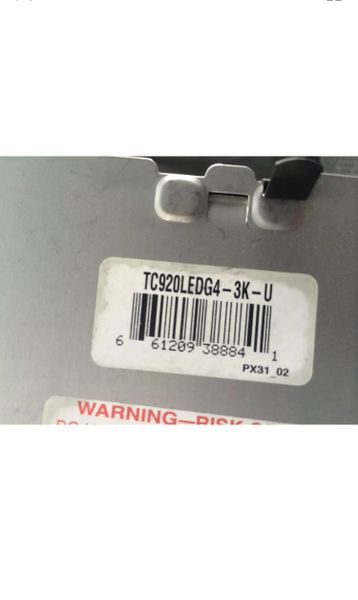 TC920LEDG4-3K-U
6 61209 38884 1
PX31_02
WARNING—RISK